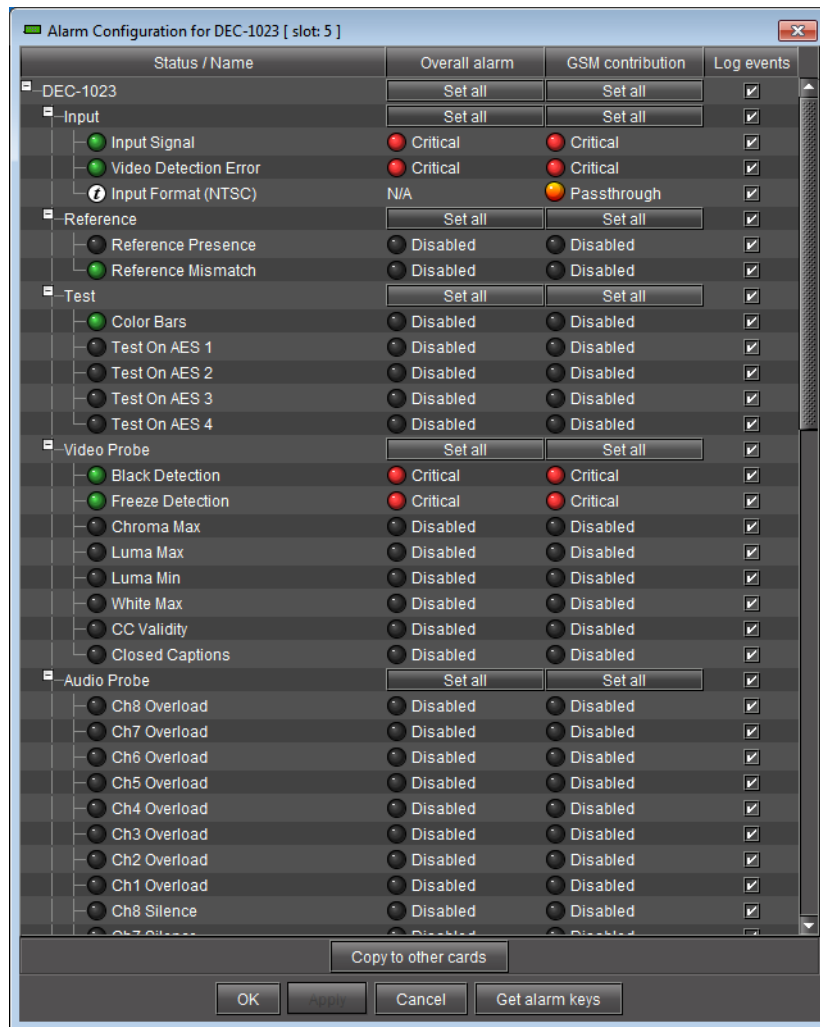 Alarm Configuration for DEC-1023 [ slot: 5 ]
Status / Name Overall alarm GSM contribution Log events
DEC-1023 Set all Set all
Input Set all Set all
Input Signal Critical Critical
Video Detection Error Critical Critical
t Input Format (NTSC) N/A Passthrough
Reference Set all Set all
Reference Presence Disabled Disabled
Reference Mismatch Disabled Disabled
Test Set all Set all
Color Bars Disabled Disabled
Test On AES 1 Disabled Disabled
Test On AES 2 Disabled Disabled
Test On AES 3 Disabled Disabled
Test On AES 4 Disabled Disabled
Video Probe Set all Set all
Black Detection Critical Critical
Freeze Detection Critical Critical
Chroma Max Disabled Disabled
Luma Max Disabled Disabled
Luma Min Disabled Disabled
White Max Disabled Disabled
CC Validity Disabled Disabled
Closed Captions Disabled Disabled
Audio Probe Set all Set all
Ch8 Overload Disabled Disabled
Ch7 Overload Disabled Disabled
Ch6 Overload Disabled Disabled
Ch5 Overload Disabled Disabled
Ch4 Overload Disabled Disabled
Ch3 Overload Disabled Disabled
Ch2 Overload Disabled Disabled
Ch1 Overload Disabled Disabled
Ch8 Silence Disabled Disabled
Ch7 Silence Disabled Disabled
Copy to other cards
OK Apply Cancel Get alarm keys